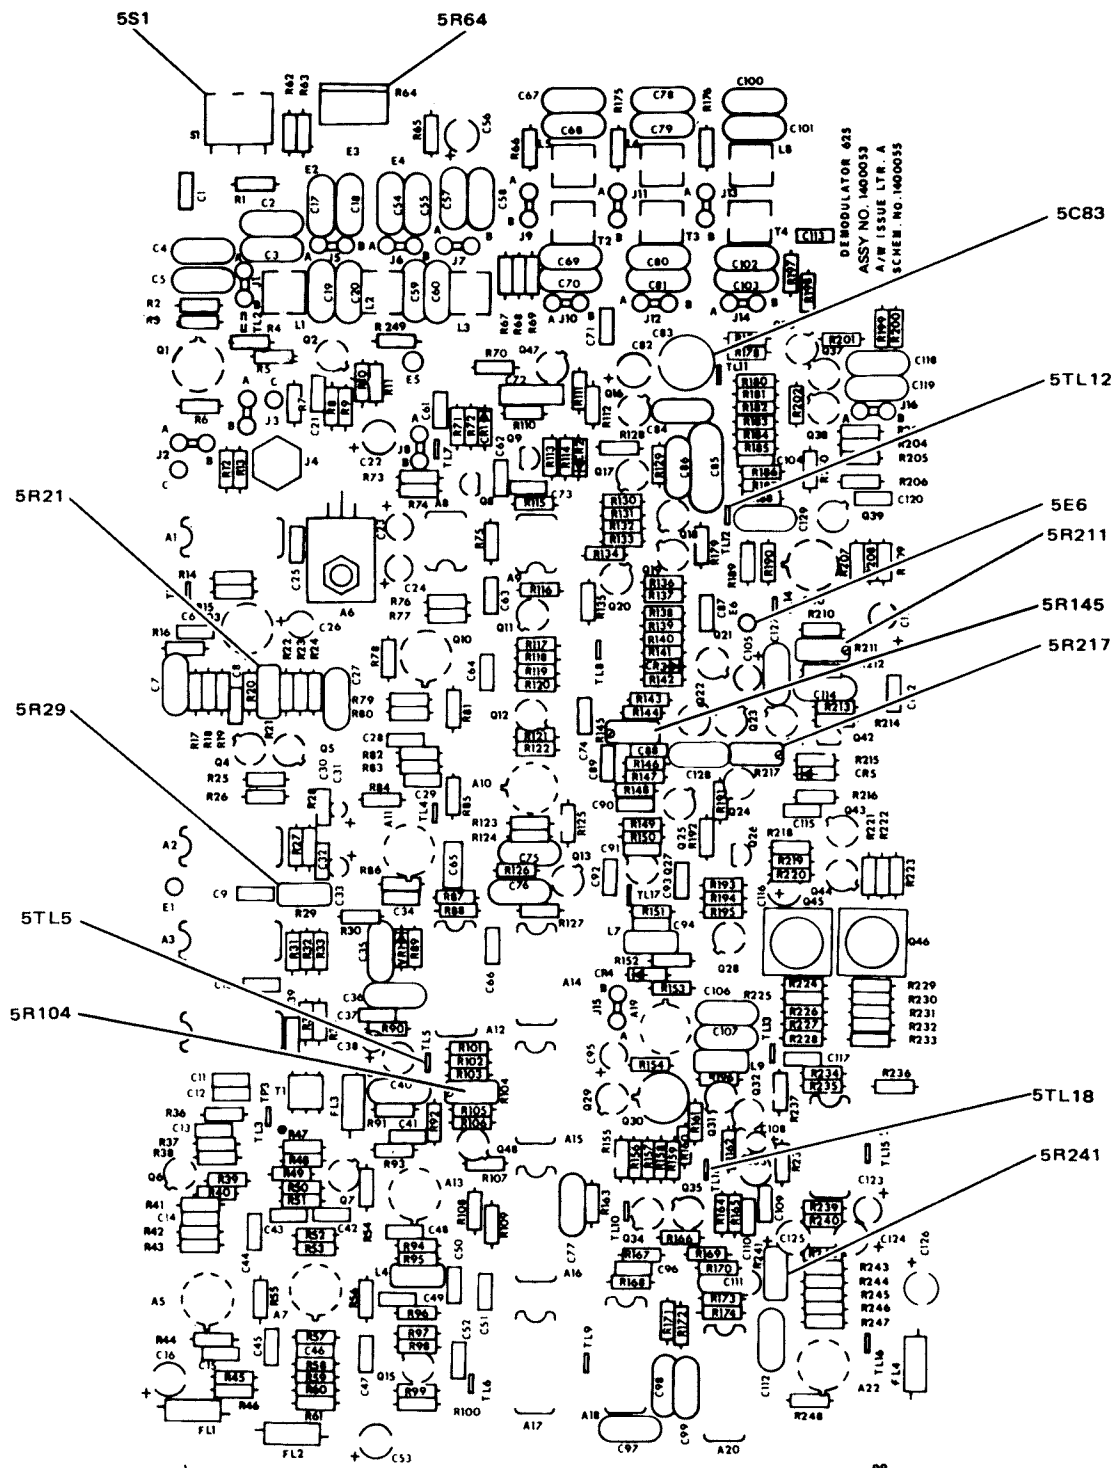 5S1
5R64
R62
R63
R64
S1
R65
C56
C67
C68
R175
C78
C79
R176
C100
C101
E3
E2
E4
R66
L5
L6
L8
C1
R1
C2
C17
C18
C54
C55
C57
C58
A
J11
J13
B
J9
DEMODULATOR 625
ASSY NO. 1400053
A/W ISSUE LTR. A
SCHEM. NO. 1400055
5C83
C4
C3
C5
J5
J6
J7
T2
T3
T4
C113
C69
C70
C80
C81
C102
C103
R197
R198
J1
R2
R3
TL2
R4
L1
C19
C20
L2
C59
C60
L3
R67
R68
R69
J10
J12
J14
C71
C83
R249
Q1
R5
Q2
E5
R70
Q47
C82
TL11
R178
Q37
R201
R199
R200
C118
C119
5TL12
R6
J3
R7
C21
R8
R9
R10
R11
C61
C72
R110
R111
R112
Q16
C84
R180
R181
R182
R183
R184
R185
R202
Q38
J16
J2
R12
R13
J4
C22
J8
R71
R72
TL7
Q9
C62
R113
R114
R128
Q17
R129
C86
C85
C104
R186
R204
R205
R206
C120
5R21
R73
R74
A8
Q8
C73
R115
R130
R131
R132
R133
R134
Q18
TL12
R179
C129
Q39
5E6
5R211
A1
C25
C23
C24
R75
A9
R116
Q19
Q20
R136
R137
R189
R190
R207
R208
5R145
R14
R15
A6
R76
R77
C63
R135
R138
R139
R140
R141
R142
C87
E6
Q21
R210
R211
5R217
C6
R16
R22
R23
R24
C26
Q10
Q11
R78
C64
R117
R118
R119
R120
TL8
C105
C114
R213
R214
5R29
C7
C8
R20
R21
C27
R79
R80
R81
Q12
R143
R144
R145
Q22
Q23
Q42
R17
R18
R19
Q4
Q5
C28
R82
R83
C29
R121
R122
C74
C88
C89
R146
R147
R148
C128
R217
R215
CR5
R25
R26
C30
C31
R28
R84
TL4
R85
A10
C90
R191
Q24
R216
C115
Q43
A2
R27
C32
A11
R86
R123
R124
R125
C75
R149
R150
C91
Q25
R192
Q26
R218
R219
R220
R221
R222
R223
Q44
5TL5
E1
C9
R29
C33
C34
C65
R87
R88
R126
C76
Q13
R127
C92
TL17
R151
C93
Q27
R193
R194
R195
C116
Q45
Q46
A3
R30
R31
R32
R33
C35
R89
C66
L7
C94
R152
CR4
R153
Q28
5R104
C36
C37
R90
C38
A12
A14
J15
A19
C106
C107
R225
R224
R226
R227
R228
R229
R230
R231
R232
R233
TL5
R101
R102
R103
R104
C40
C95
R154
L9
C117
R234
R235
R236
5TL18
C11
C12
TP3
T1
FL3
R36
C13
R37
R38
TL3
R47
R48
R91
C41
R92
R93
R105
R106
Q48
R107
A15
Q29
Q30
R155
R156
R157
R158
R159
R160
R161
Q31
Q32
R237
C108
5R241
Q6
R39
R40
R41
C14
R42
R43
R49
R50
R51
Q7
C43
C42
R52
R53
R54
A13
C48
R108
R109
C77
R163
TL10
Q34
Q35
R164
R165
C109
C110
R241
C125
R239
R240
C123
C124
TL15
C126
C44
A5
R55
A7
R56
L4
R94
R95
C50
C49
R96
C51
A16
R166
R167
R168
C96
R169
R170
C111
R173
R174
R243
R244
R245
R246
R247
R44
C15
C16
C45
R57
C46
R58
R59
R60
R61
C47
R97
R98
Q15
R99
C52
TL6
R100
TL9
R171
R172
C98
C99
C112
A22
TL16
FL4
R248
R45
R46
FL1
FL2
C53
A17
A18
C97
A20